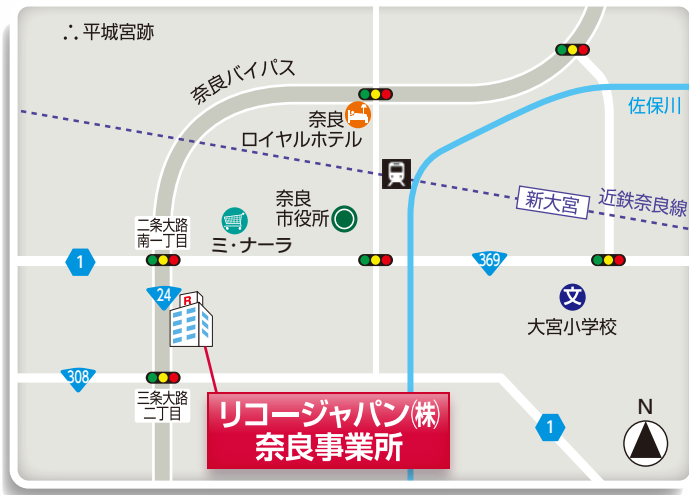 ∴平城宮跡
奈良バイパス
佐保川
奈良
ロイヤルホテル
新大宮
近鉄奈良線
奈良
市役所
ミ・ナーラ
二条大路
南一丁目
1
369
24
R
文
大宮小学校
308
三条大路
二丁目
リコージャパン㈱
奈良事業所
1
N